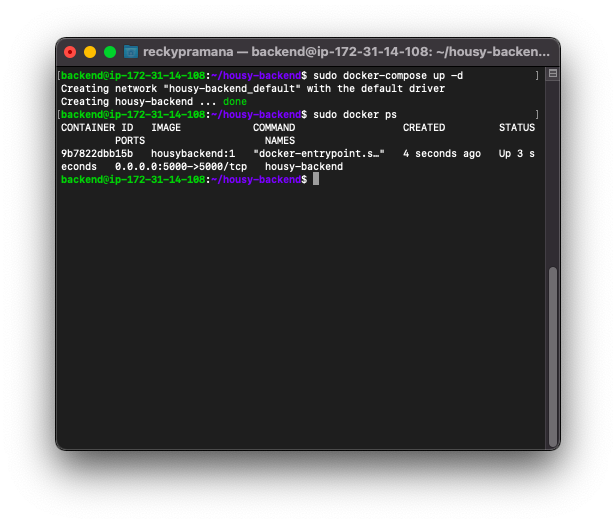 reckypramana — backend@ip-172-31-14-108: ~/housy-backen...
[backend@ip-172-31-14-108:~/housy-backend$ sudo docker-compose up -d ]
Creating network "housy-backend_default" with the default driver
Creating housy-backend ... done
[backend@ip-172-31-14-108:~/housy-backend$ sudo docker ps ]
CONTAINER ID   IMAGE            COMMAND                  CREATED         STATUS
         PORTS                    NAMES
9b7822dbb15b   housybackend:1   "docker-entrypoint.s…"   4 seconds ago   Up 3 s
econds   0.0.0.0:5000->5000/tcp   housy-backend
backend@ip-172-31-14-108:~/housy-backend$